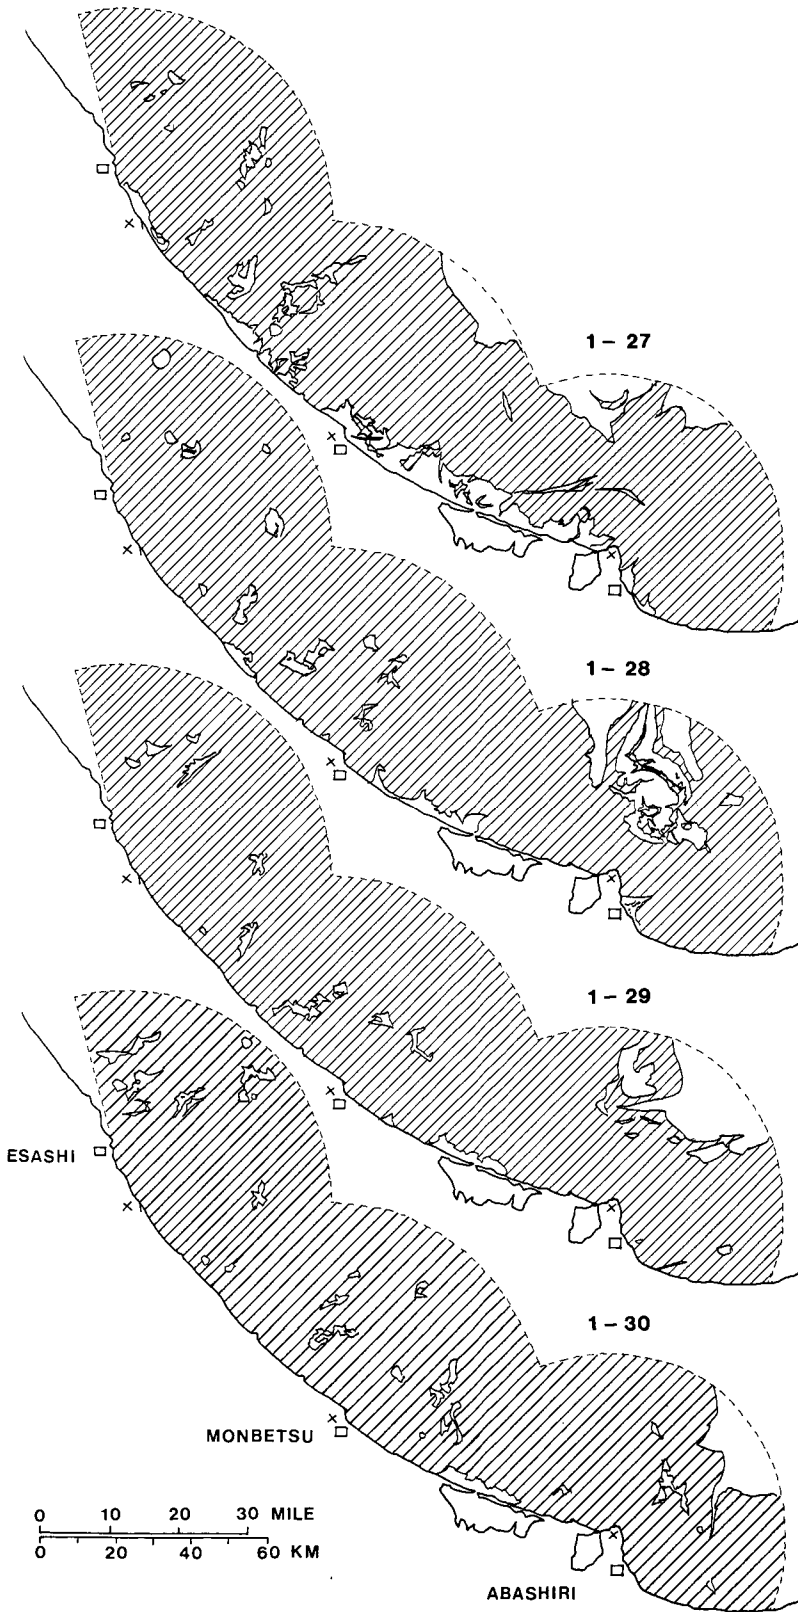 1 – 27
1 – 28
1 – 29
1 – 30
ESASHI
MONBETSU
0 10 20 30 MILE
0 20 40 60 KM
ABASHIRI